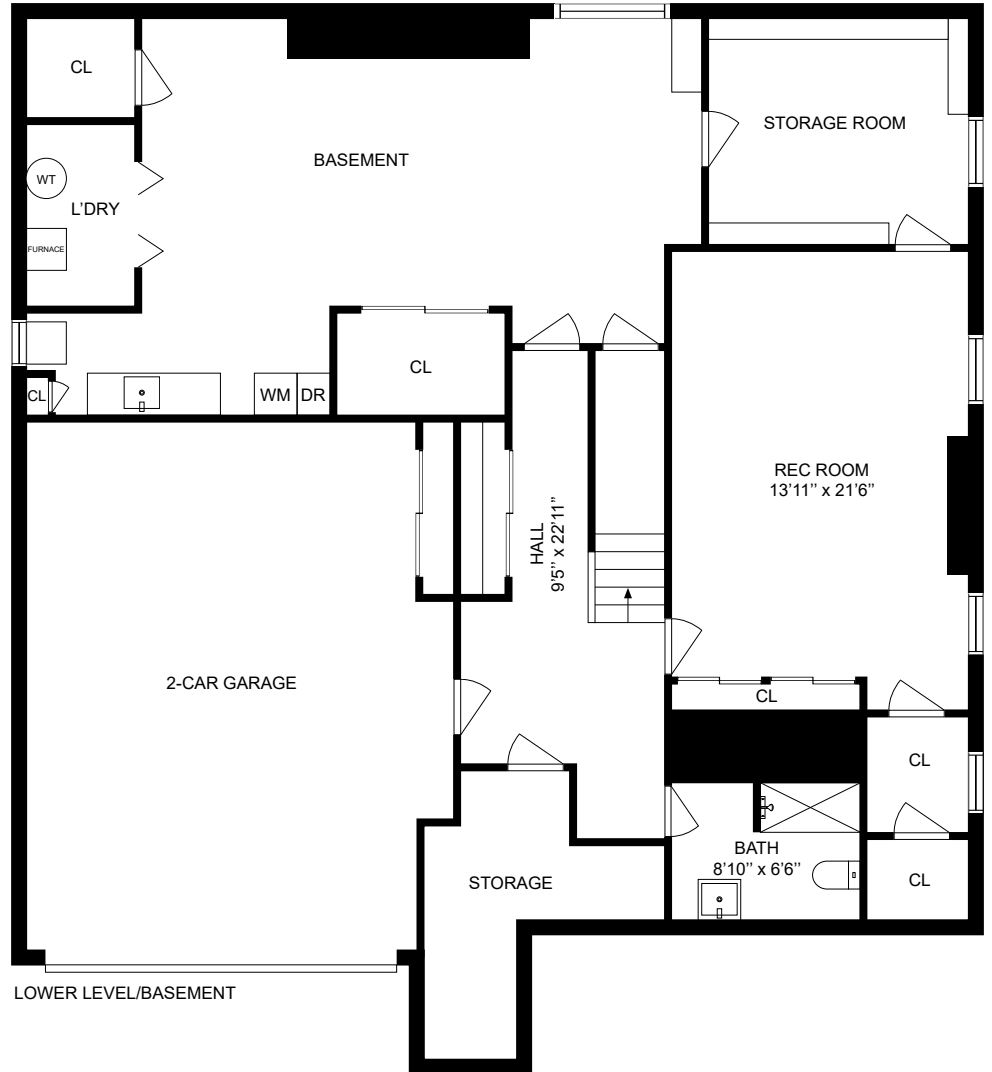 CL
STORAGE ROOM
BASEMENT
WT
L'DRY
FURNACE
CL
CL
WM
DR
REC ROOM
13'11'' x 21'6''
HALL
9'5'' x 22'11''
2-CAR GARAGE
CL
CL
BATH
8'10'' x 6'6''
STORAGE
CL
LOWER LEVEL/BASEMENT